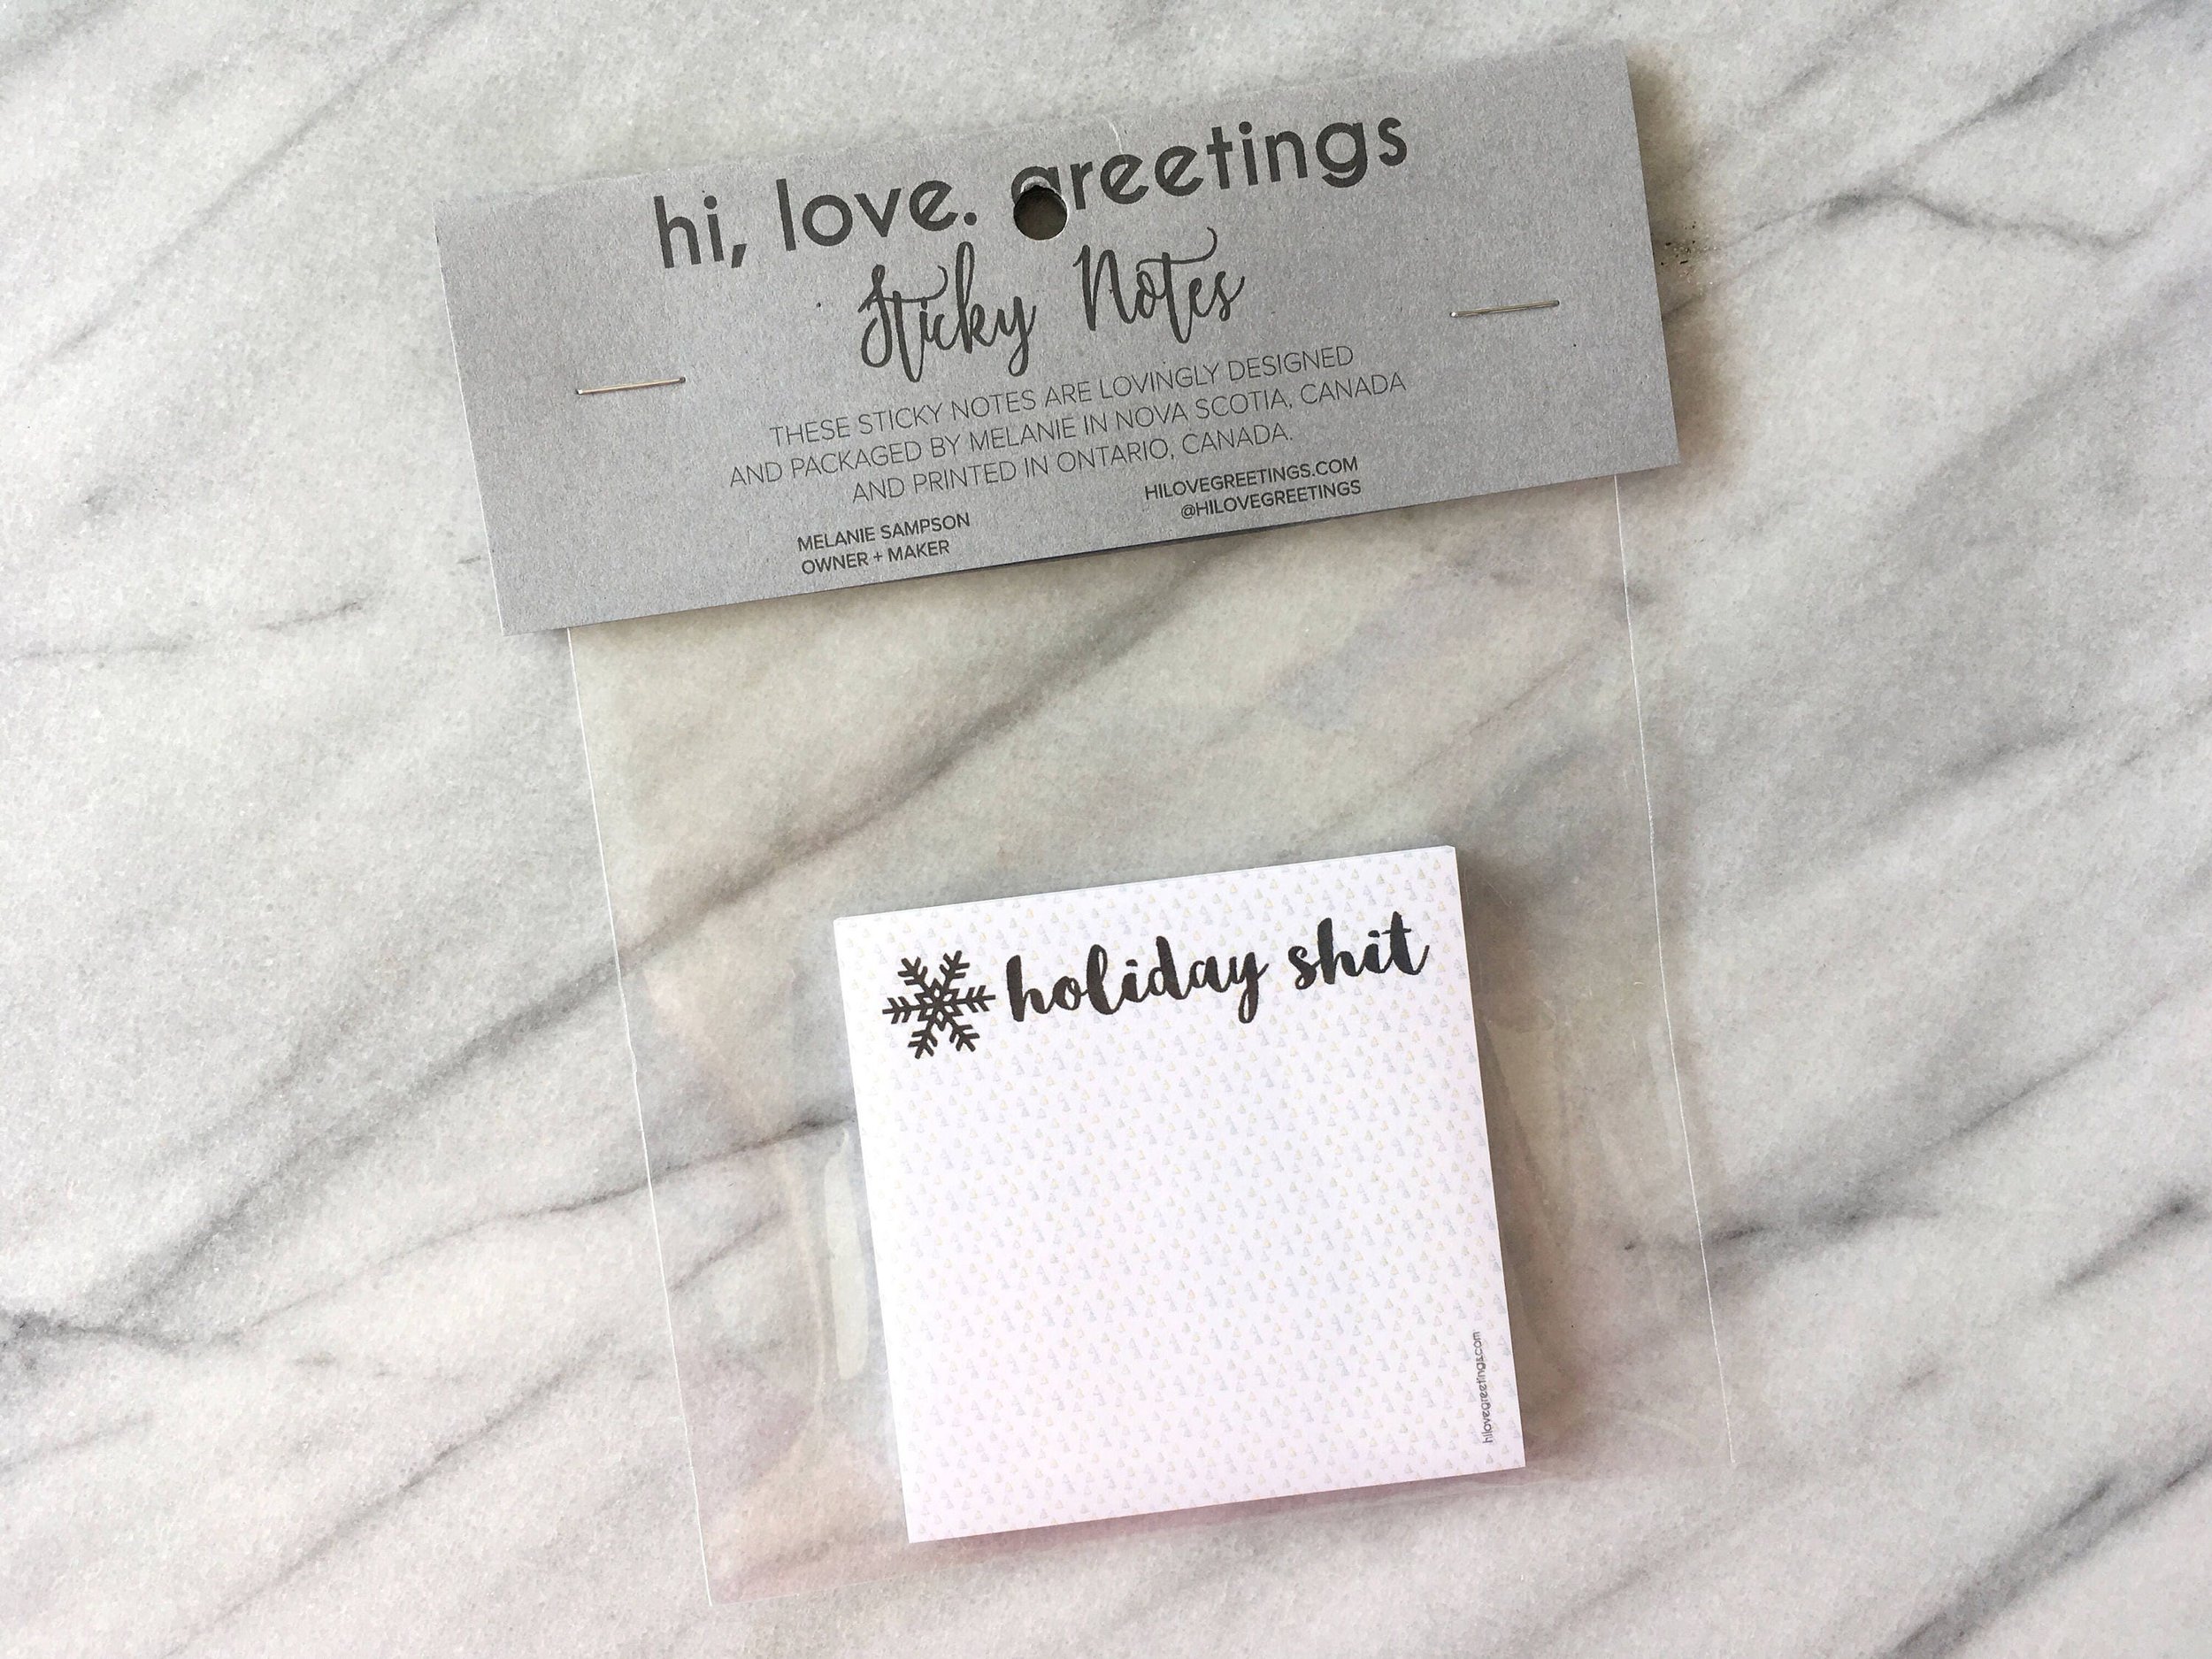 hi, love. greetings
Sticky Notes
THESE STICKY NOTES ARE LOVINGLY DESIGNED
AND PACKAGED BY MELANIE IN NOVA SCOTIA, CANADA
AND PRINTED IN ONTARIO, CANADA.
MELANIE SAMPSON
OWNER + MAKER
HILOVEGREETINGS.COM
@HILOVEGREETINGS
holiday shit
hilovegreetings.com